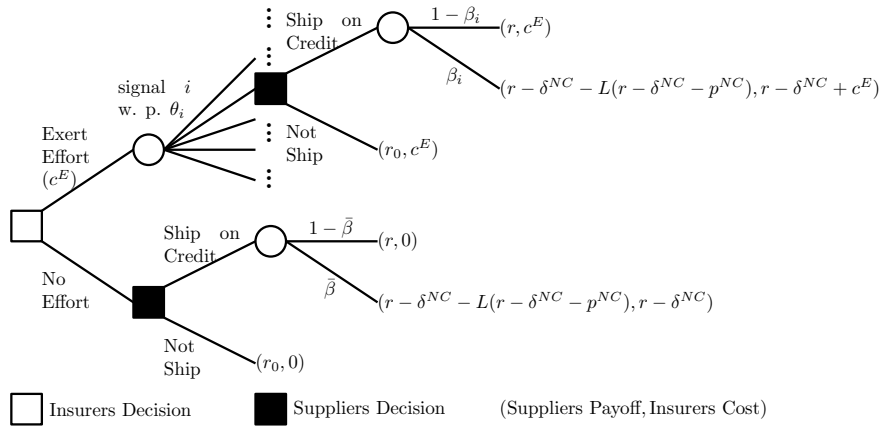 Ship on
Credit
1 − β_i
(r, c^E)
β_i
(r − δ^{NC} − L(r − δ^{NC} − p^{NC}), r − δ^{NC} + c^E)
signal i
w. p. θ_i
Not
Ship
(r_0, c^E)
Exert
Effort
(c^E)
Ship on
Credit
1 − β̄
(r, 0)
β̄
(r − δ^{NC} − L(r − δ^{NC} − p^{NC}), r − δ^{NC})
No
Effort
Not
Ship
(r_0, 0)
Insurers Decision
Suppliers Decision
(Suppliers Payoff, Insurers Cost)